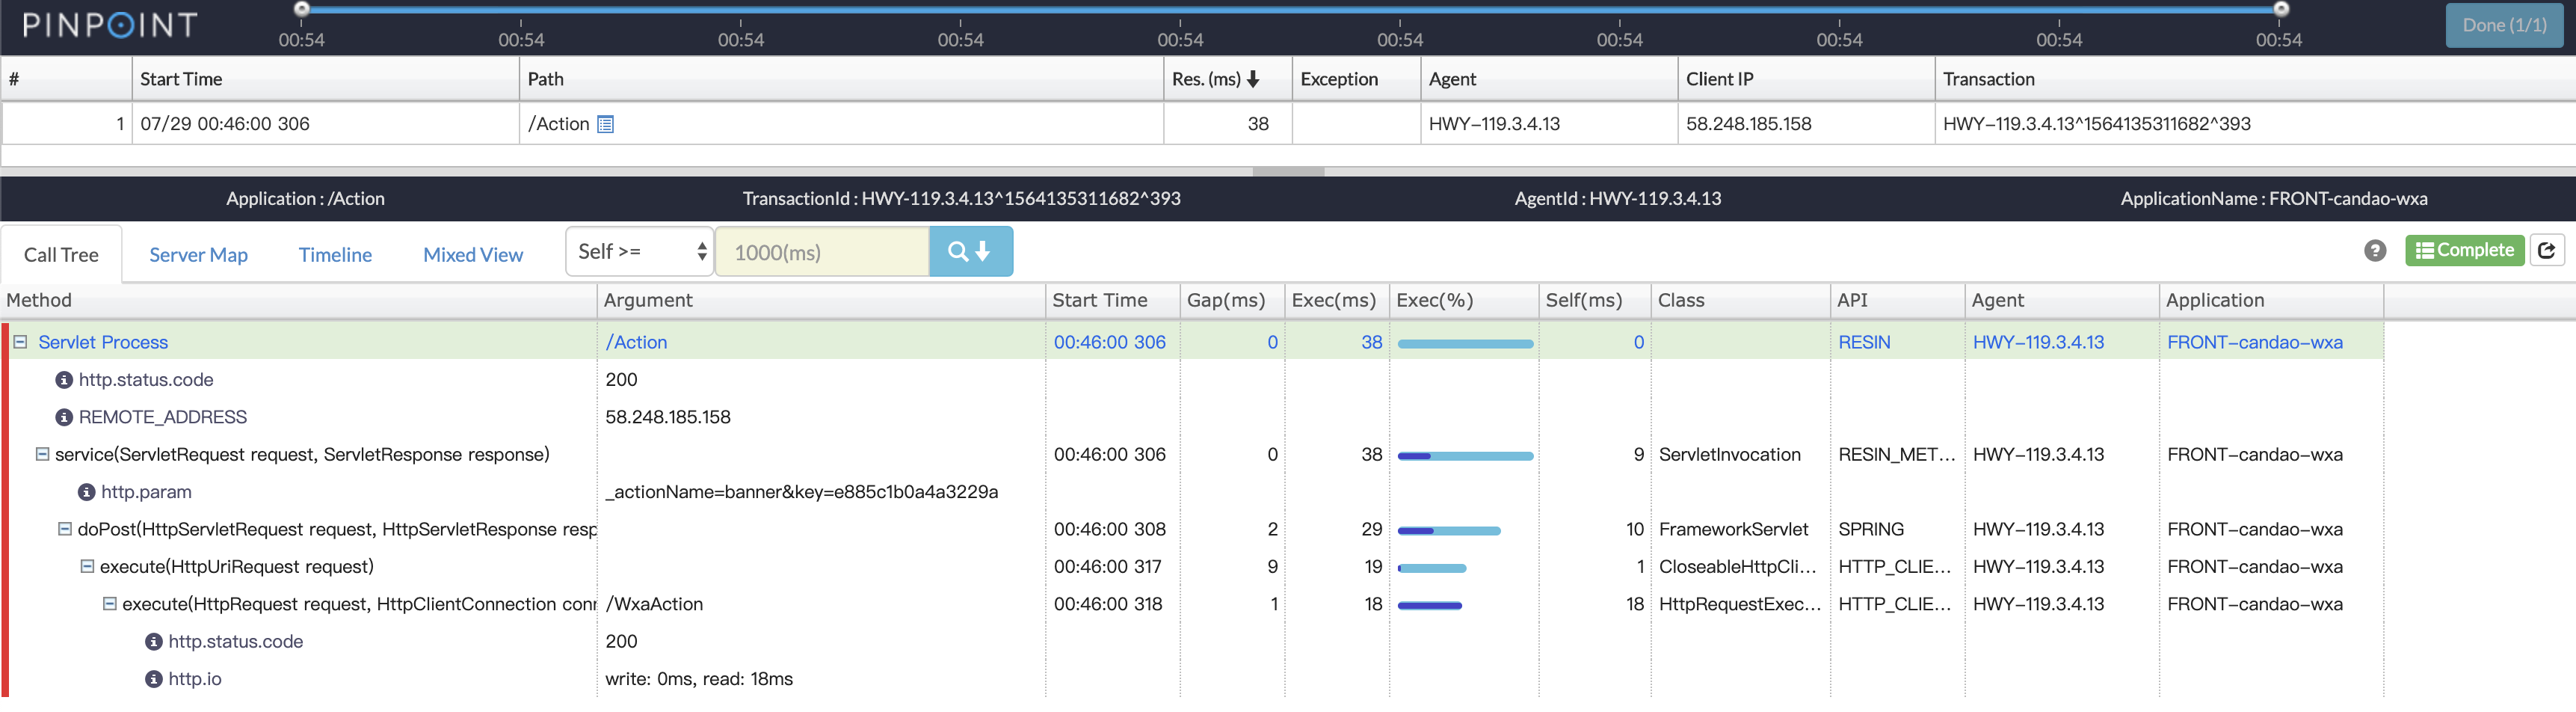 PINPOINT
00:54 00:54 00:54 00:54 00:54 00:54 00:54 00:54 00:54 00:54
Done (1/1)
# Start Time Path Res. (ms) Exception Agent Client IP Transaction
1 07/29 00:46:00 306 /Action 38 HWY-119.3.4.13 58.248.185.158 HWY-119.3.4.13^1564135311682^393
Application : /Action TransactionId : HWY-119.3.4.13^1564135311682^393 AgentId : HWY-119.3.4.13 ApplicationName : FRONT-candao-wxa
Call Tree Server Map Timeline Mixed View Self >= 1000(ms) ? Complete
Method Argument Start Time Gap(ms) Exec(ms) Exec(%) Self(ms) Class API Agent Application
Servlet Process /Action 00:46:00 306 0 38 0 RESIN HWY-119.3.4.13 FRONT-candao-wxa
http.status.code 200
REMOTE_ADDRESS 58.248.185.158
service(ServletRequest request, ServletResponse response) 00:46:00 306 0 38 9 ServletInvocation RESIN_MET... HWY-119.3.4.13 FRONT-candao-wxa
http.param _actionName=banner&key=e885c1b0a4a3229a
doPost(HttpServletRequest request, HttpServletResponse resp 00:46:00 308 2 29 10 FrameworkServlet SPRING HWY-119.3.4.13 FRONT-candao-wxa
execute(HttpUriRequest request) 00:46:00 317 9 19 1 CloseableHttpCli... HTTP_CLIE... HWY-119.3.4.13 FRONT-candao-wxa
execute(HttpRequest request, HttpClientConnection conn /WxaAction 00:46:00 318 1 18 18 HttpRequestExec... HTTP_CLIE... HWY-119.3.4.13 FRONT-candao-wxa
http.status.code 200
http.io write: 0ms, read: 18ms